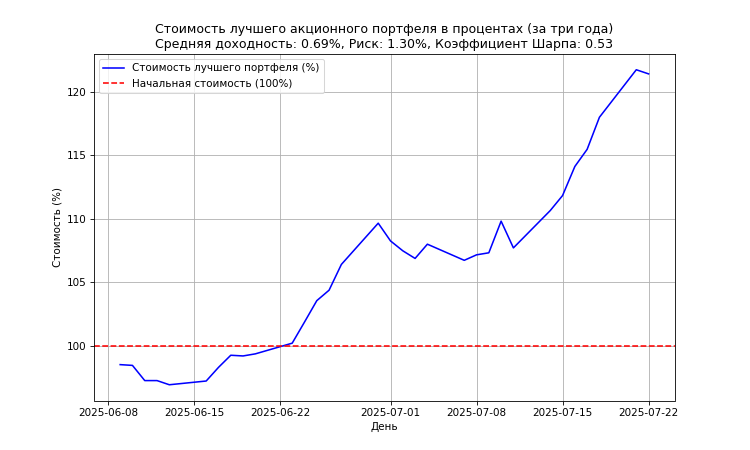 Стоимость лучшего акционного портфеля в процентах (за три года)
Средняя доходность: 0.69%, Риск: 1.30%, Коэффициент Шарпа: 0.53
Стоимость лучшего портфеля (%)
Начальная стоимость (100%)
Стоимость (%)
120
115
110
105
100
2025-06-08 2025-06-15 2025-06-22 2025-07-01 2025-07-08 2025-07-15 2025-07-22
День